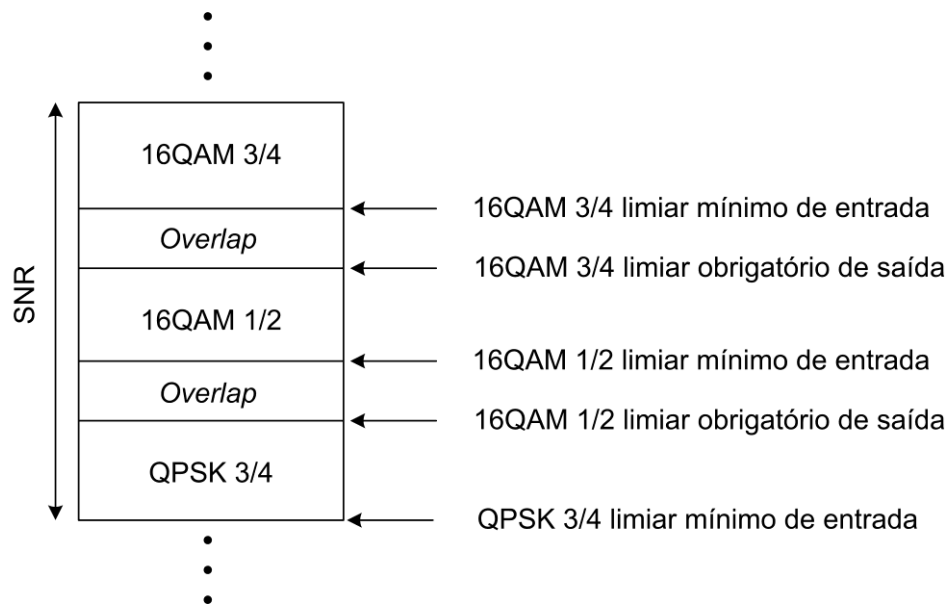 16QAM 3/4
16QAM 3/4 limiar mínimo de entrada
Overlap
16QAM 3/4 limiar obrigatório de saída
SNR
16QAM 1/2
16QAM 1/2 limiar mínimo de entrada
Overlap
16QAM 1/2 limiar obrigatório de saída
QPSK 3/4
QPSK 3/4 limiar mínimo de entrada